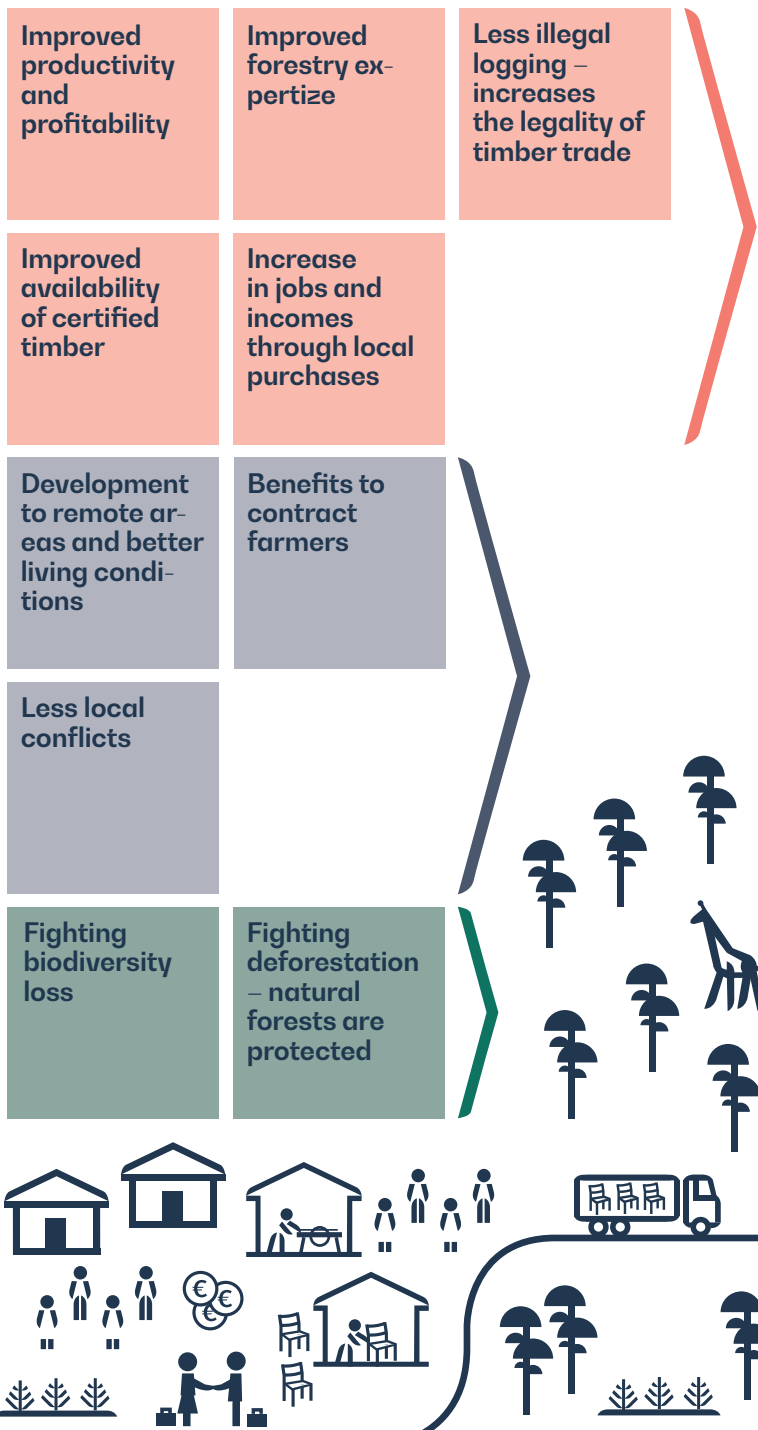 Improved
productivity
and
profitability
Improved
forestry ex-
pertize
Less illegal
logging –
increases
the legality of
timber trade
Improved
availability
of certified
timber
Increase
in jobs and
incomes
through local
purchases
Development
to remote ar-
eas and better
living condi-
tions
Benefits to
contract
farmers
Less local
conflicts
Fighting
biodiversity
loss
Fighting
deforestation
– natural
forests are
protected
€
€
€